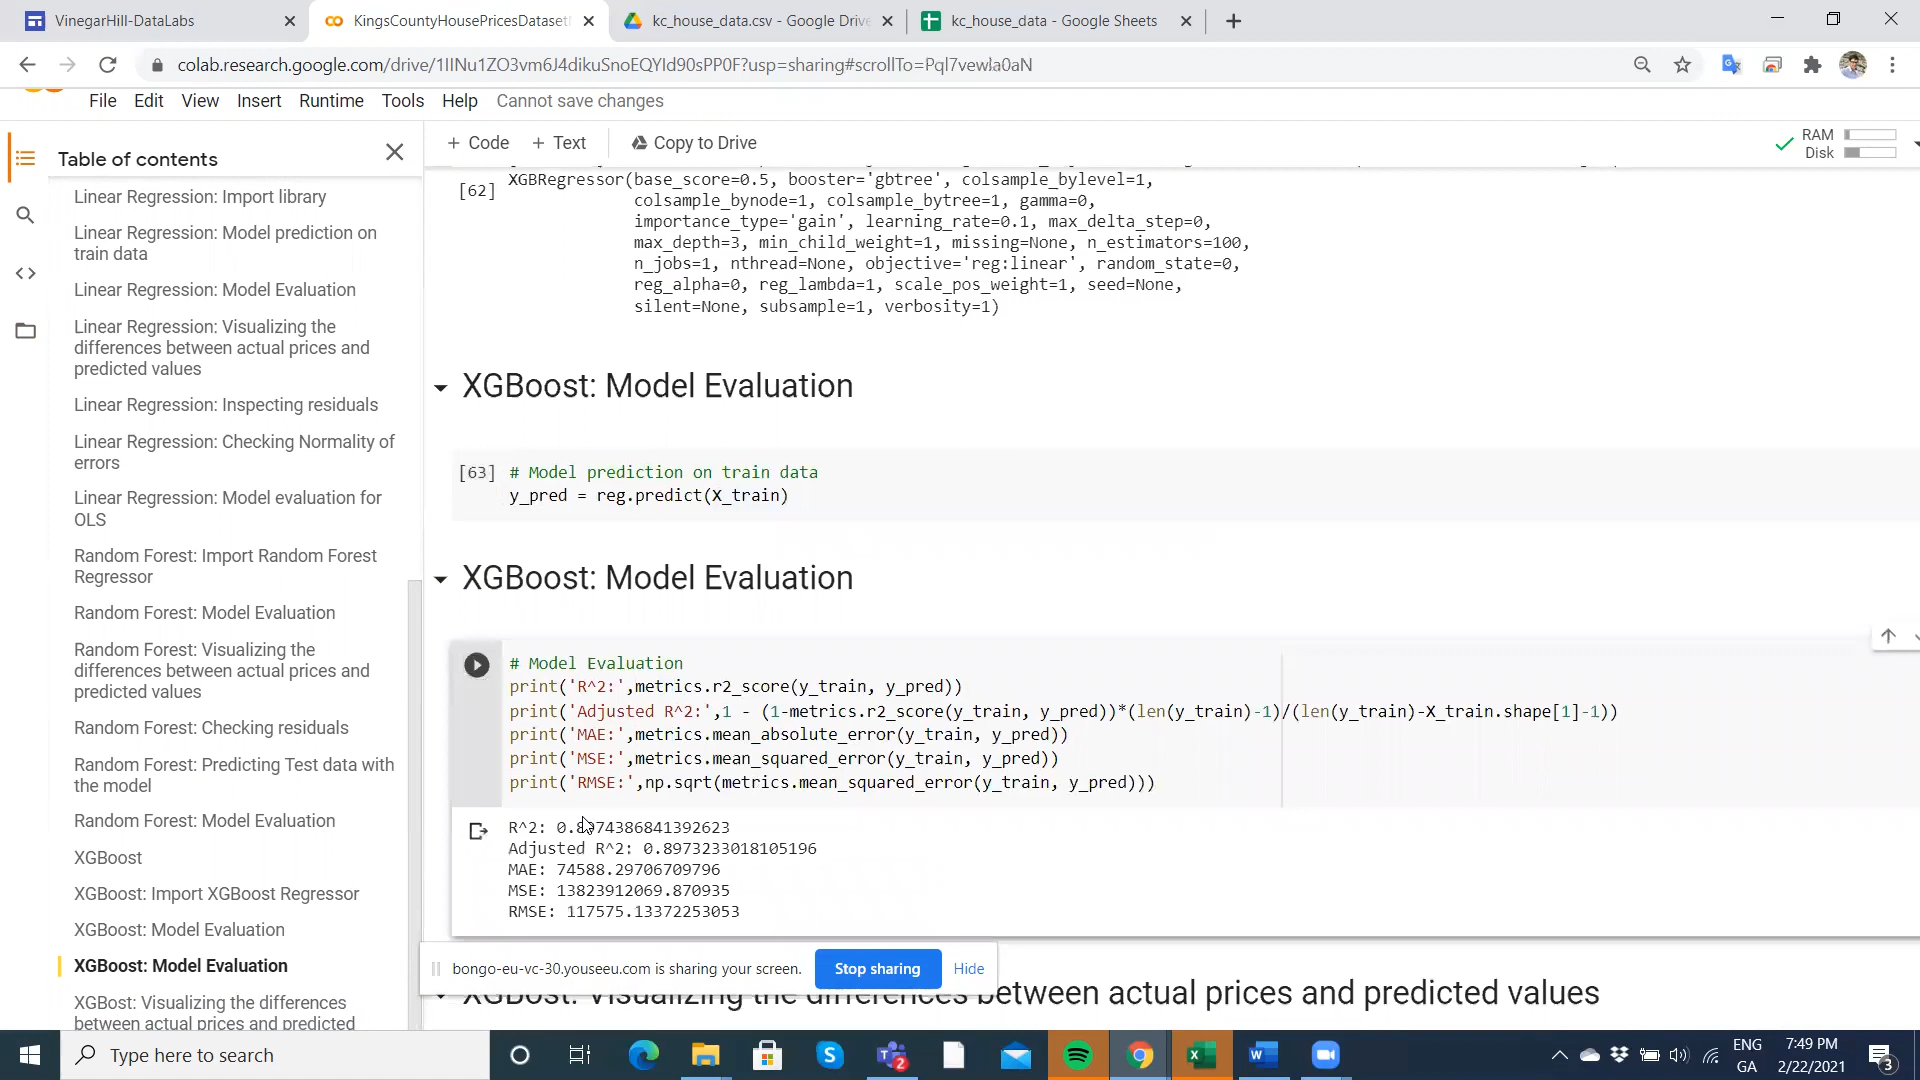 VinegarHill-DataLabs
KingsCountyHousePricesDataset
kc_house_data.csv - Google Drive
kc_house_data - Google Sheets
colab.research.google.com/drive/1IINu1ZO3vm6J4dikuSnoEQYId90sPP0F?usp=sharing#scrollTo=Pql7vewla0aN
File Edit View Insert Runtime Tools Help Cannot save changes
Table of contents
+ Code + Text Copy to Drive
RAM
Disk
Linear Regression: Import library
Linear Regression: Model prediction on
train data
Linear Regression: Model Evaluation
Linear Regression: Visualizing the
differences between actual prices and
predicted values
Linear Regression: Inspecting residuals
Linear Regression: Checking Normality of
errors
Linear Regression: Model evaluation for
OLS
Random Forest: Import Random Forest
Regressor
Random Forest: Model Evaluation
Random Forest: Visualizing the
differences between actual prices and
predicted values
Random Forest: Checking residuals
Random Forest: Predicting Test data with
the model
Random Forest: Model Evaluation
XGBoost
XGBoost: Import XGBoost Regressor
XGBoost: Model Evaluation
XGBoost: Model Evaluation
XGBost: Visualizing the differences
between actual prices and predicted
[62] XGBRegressor(base_score=0.5, booster='gbtree', colsample_bylevel=1,
colsample_bynode=1, colsample_bytree=1, gamma=0,
importance_type='gain', learning_rate=0.1, max_delta_step=0,
max_depth=3, min_child_weight=1, missing=None, n_estimators=100,
n_jobs=1, nthread=None, objective='reg:linear', random_state=0,
reg_alpha=0, reg_lambda=1, scale_pos_weight=1, seed=None,
silent=None, subsample=1, verbosity=1)
XGBoost: Model Evaluation
[63] # Model prediction on train data
y_pred = reg.predict(X_train)
XGBoost: Model Evaluation
# Model Evaluation
print('R^2:',metrics.r2_score(y_train, y_pred))
print('Adjusted R^2:',1 - (1-metrics.r2_score(y_train, y_pred))*(len(y_train)-1)/(len(y_train)-X_train.shape[1]-1))
print('MAE:',metrics.mean_absolute_error(y_train, y_pred))
print('MSE:',metrics.mean_squared_error(y_train, y_pred))
print('RMSE:',np.sqrt(metrics.mean_squared_error(y_train, y_pred)))
R^2: 0.8974386841392623
Adjusted R^2: 0.8973233018105196
MAE: 74588.29706709796
MSE: 13823912069.870935
RMSE: 117575.13372253053
bongo-eu-vc-30.youseeu.com is sharing your screen. Stop sharing Hide
XGBost: Visualizing the differences between actual prices and predicted values
Type here to search
2
ENG
GA
7:49 PM
2/22/2021
3